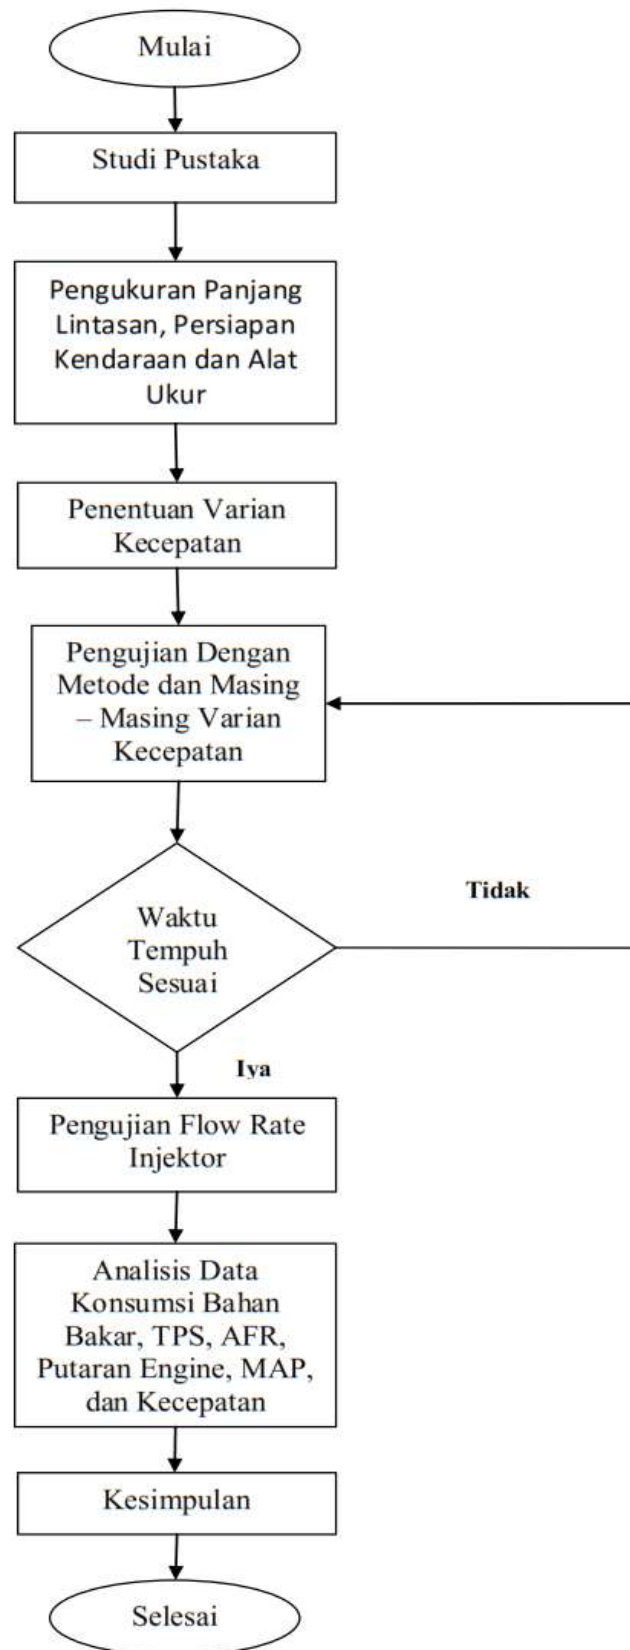 Mulai
Studi Pustaka
Pengukuran Panjang
Lintasan, Persiapan
Kendaraan dan Alat
Ukur
Penentuan Varian
Kecepatan
Pengujian Dengan
Metode dan Masing
– Masing Varian
Kecepatan
Waktu
Tempuh
Sesuai
Tidak
Iya
Pengujian Flow Rate
Injektor
Analisis Data
Konsumsi Bahan
Bakar, TPS, AFR,
Putaran Engine, MAP,
dan Kecepatan
Kesimpulan
Selesai